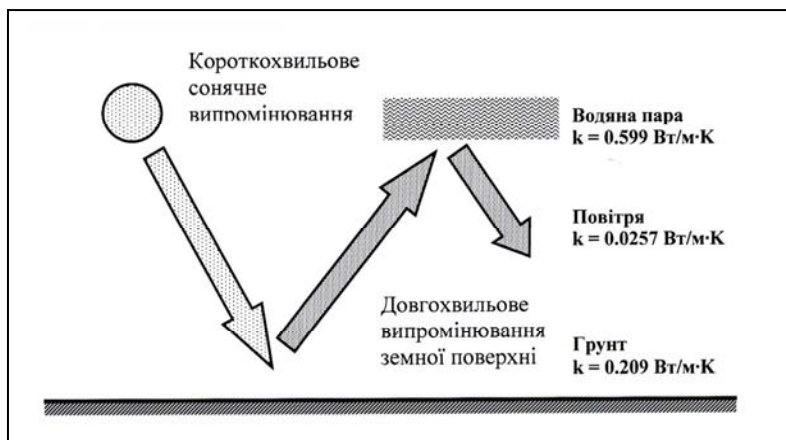 Короткохвильове
сонячне
випромінювання
Водяна пара
k = 0.599 Вт/м·K
Повітря
k = 0.0257 Вт/м·K
Довгохвильове
випромінювання
земної поверхні
Грунт
k = 0.209 Вт/м·K